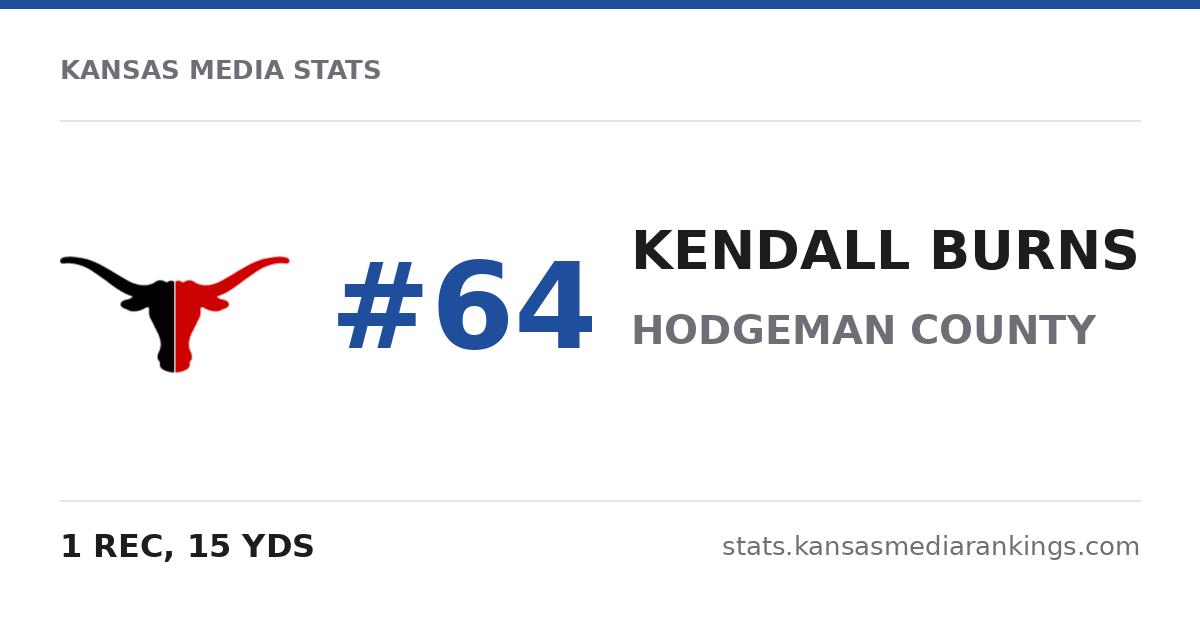 KANSAS MEDIA STATS
#64
KENDALL BURNS
HODGEMAN COUNTY
1 REC, 15 YDS
stats.kansasmediarankings.com